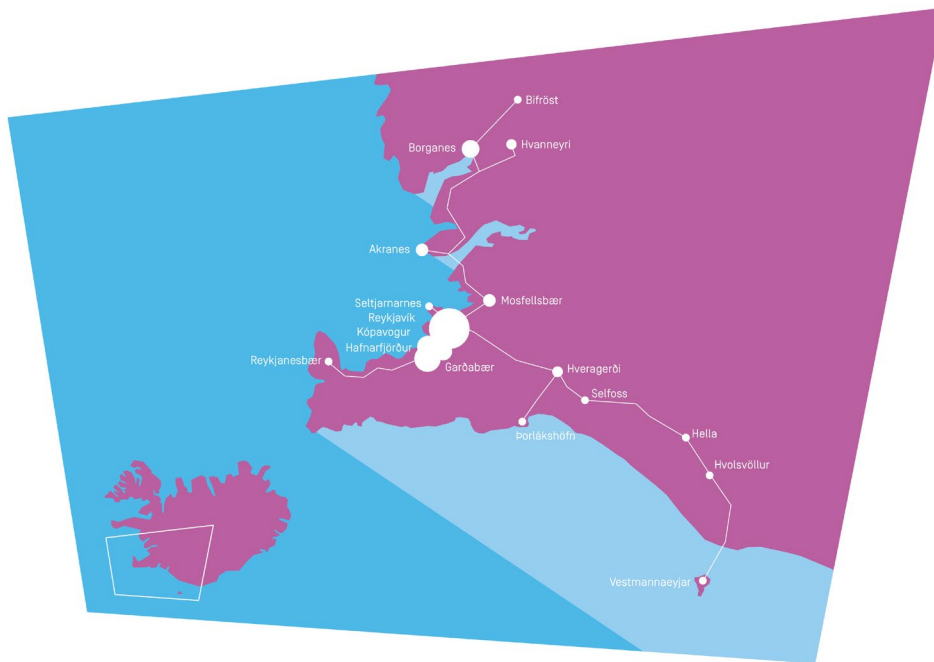 Bifröst
Borganes
Hvanneyri
Akranes
Seltjarnarnes
Mosfellsbær
Reykjavík
Kópavogur
Hafnarfjörður
Reykjanesbær
Garðabær
Hveragerði
Selfoss
Þorlákshöfn
Hella
Hvolsvöllur
Vestmannaeyjar